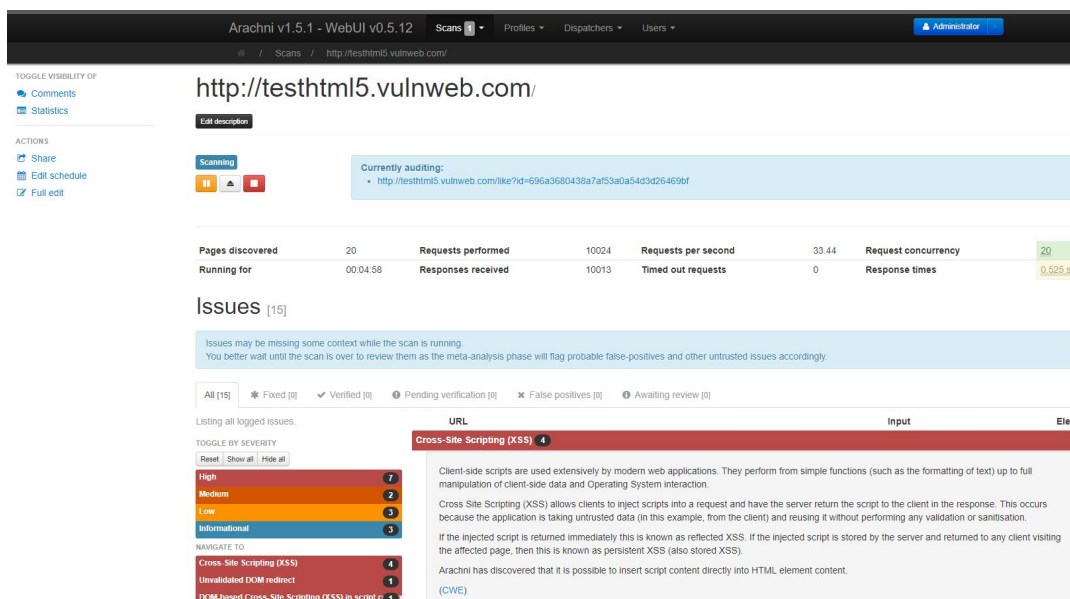 Arachni v1.5.1 - WebUI v0.5.12 Scans 1 Profiles Dispatchers Users Administrator
/ Scans / http://testhtml5.vulnweb.com/
TOGGLE VISIBILITY OF
Comments
Statistics
ACTIONS
Share
Edit schedule
Full edit
http://testhtml5.vulnweb.com/
Edit description
Scanning
Currently auditing:
http://testhtml5.vulnweb.com/like?id=696a3680438a7af53a0a54d3d26469bf
Pages discovered 20 Requests performed 10024 Requests per second 33.44 Request concurrency 20
Running for 00:04:58 Responses received 10013 Timed out requests 0 Response times 0.525 s
Issues [15]
Issues may be missing some context while the scan is running.
You better wait until the scan is over to review them as the meta-analysis phase will flag probable false-positives and other untrusted issues accordingly.
All [15] Fixed [0] Verified [0] Pending verification [0] False positives [0] Awaiting review [0]
Listing all logged issues.
TOGGLE BY SEVERITY
Reset Show all Hide all
High 7
Medium 2
Low 3
Informational 3
NAVIGATE TO
Cross-Site Scripting (XSS) 4
Unvalidated DOM redirect 1
DOM-based Cross-Site Scripting (XSS) in script c 1
URL Input Ele
Cross-Site Scripting (XSS) 4
Client-side scripts are used extensively by modern web applications. They perform from simple functions (such as the formatting of text) up to full
manipulation of client-side data and Operating System interaction.
Cross Site Scripting (XSS) allows clients to inject scripts into a request and have the server return the script to the client in the response. This occurs
because the application is taking untrusted data (in this example, from the client) and reusing it without performing any validation or sanitisation.
If the injected script is returned immediately this is known as reflected XSS. If the injected script is stored by the server and returned to any client visiting
the affected page, then this is known as persistent XSS (also stored XSS).
Arachni has discovered that it is possible to insert script content directly into HTML element content.
(CWE)